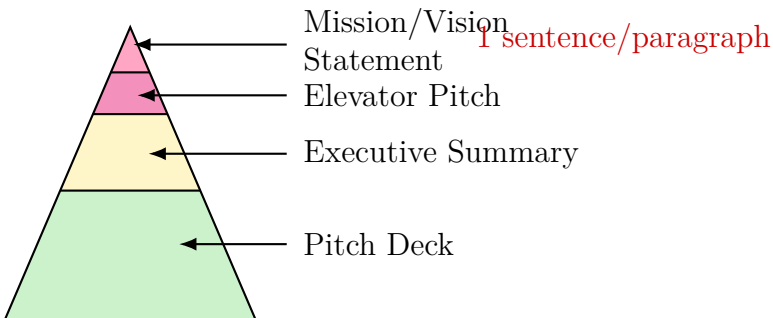 Mission/Vision
Statement
1 sentence/paragraph
Elevator Pitch
Executive Summary
Pitch Deck